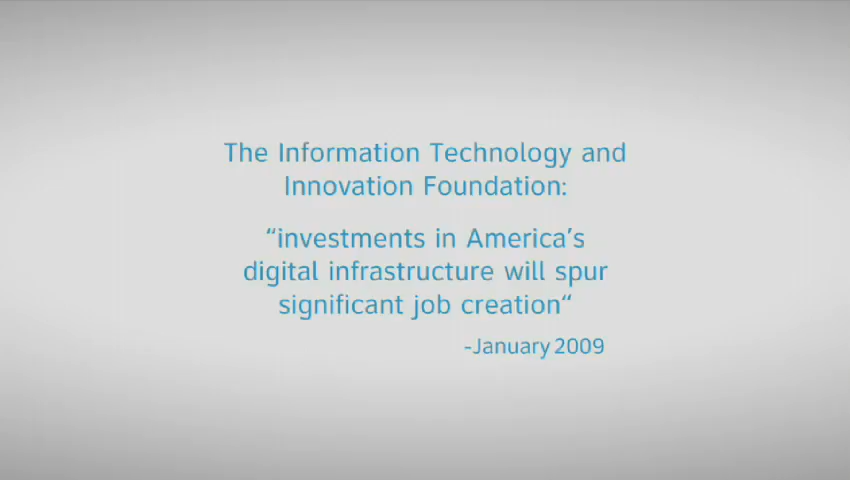 The Information Technology and
Innovation Foundation:
“investments in America’s
digital infrastructure will spur
significant job creation“
-January 2009